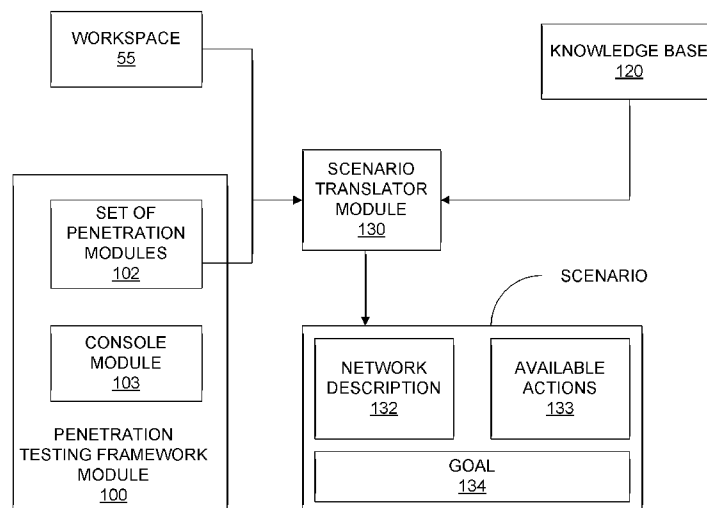 WORKSPACE
55
KNOWLEDGE BASE
120
SCENARIO
TRANSLATOR
MODULE
130
SET OF
PENETRATION
MODULES
102
CONSOLE
MODULE
103
PENETRATION
TESTING FRAMEWORK
MODULE
100
SCENARIO
NETWORK
DESCRIPTION
132
AVAILABLE
ACTIONS
133
GOAL
134